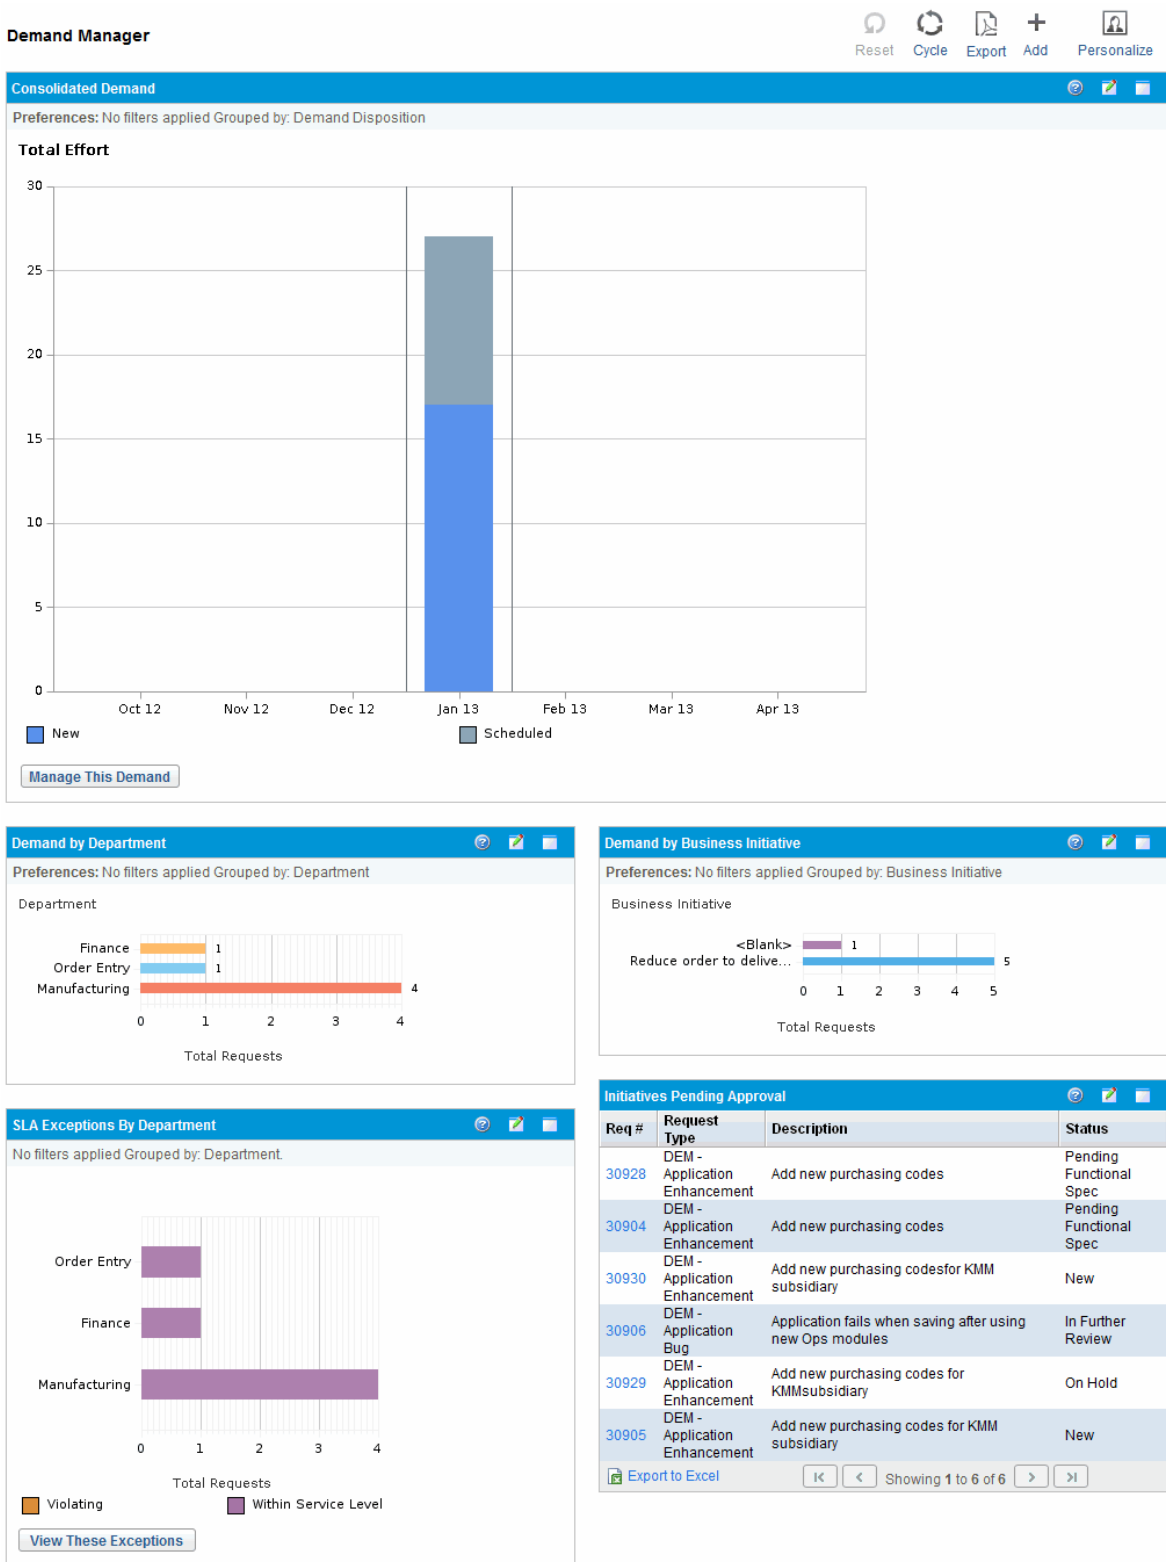 Demand Manager
Reset Cycle Export Add Personalize
Consolidated Demand
Preferences: No filters applied Grouped by: Demand Disposition
Total Effort
30
25
20
15
10
5
0
Oct 12 Nov 12 Dec 12 Jan 13 Feb 13 Mar 13 Apr 13
New Scheduled
Manage This Demand
Demand by Department
Preferences: No filters applied Grouped by: Department
Department
Finance 1
Order Entry 1
Manufacturing 4
0 1 2 3 4
Total Requests
Demand by Business Initiative
Preferences: No filters applied Grouped by: Business Initiative
Business Initiative
<Blank> 1
Reduce order to delive... 5
0 1 2 3 4 5
Total Requests
SLA Exceptions By Department
No filters applied Grouped by: Department.
Order Entry
Finance
Manufacturing
0 1 2 3 4
Total Requests
Violating Within Service Level
View These Exceptions
Initiatives Pending Approval
Req # Request Type Description Status
30928 DEM - Application Enhancement Add new purchasing codes Pending Functional Spec
30904 DEM - Application Enhancement Add new purchasing codes Pending Functional Spec
30930 DEM - Application Enhancement Add new purchasing codesfor KMM subsidiary New
30906 DEM - Application Bug Application fails when saving after using new Ops modules In Further Review
30929 DEM - Application Enhancement Add new purchasing codes for KMMsubsidiary On Hold
30905 DEM - Application Enhancement Add new purchasing codes for KMM subsidiary New
Export to Excel Showing 1 to 6 of 6